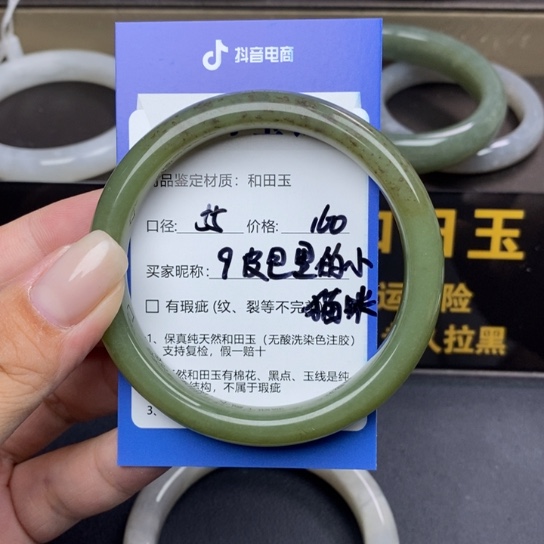 抖音电商
品鉴定材质：和田玉
口径: 55 价格: 160
买家昵称: 9皮巴里的小
猫咪
□ 有瑕疵 (纹、裂等不完
1、保真纯天然和田玉（无酸洗染色注胶）
支持复检，假一赔十
然和田玉有棉花、黑点、玉线是纯
结构，不属于瑕疵
3、
田玉
运 险
人拉黑